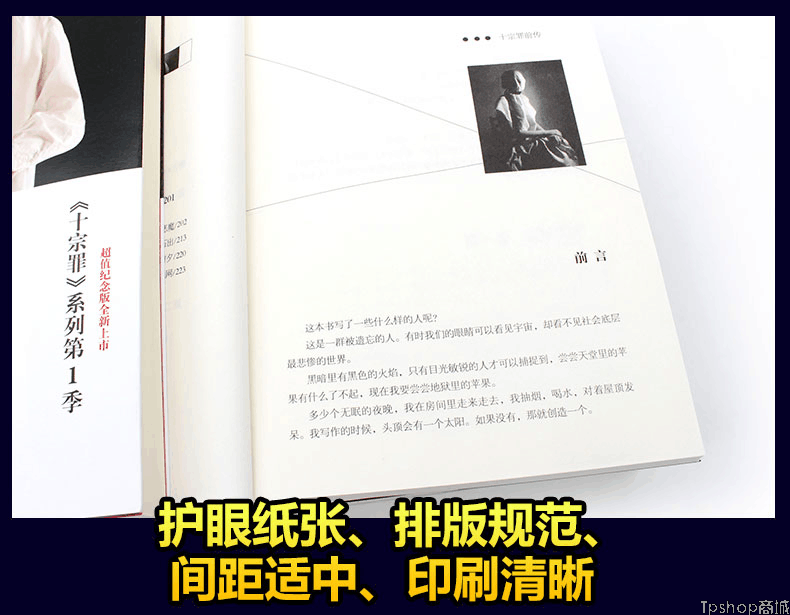 《十宗罪》系列第1季
超值纪念版全新上市
201
恶魔/202
/213
夕/220
/223
十宗罪前传
前言
这本书写了一些什么样的人呢？
这是一群被遗忘的人。有时我们的眼睛可以看见宇宙，却看不见社会底层
最悲惨的世界。
黑暗里有黑色的火焰，只有目光敏锐的人才可以捕捉到，尝尝天堂里的苹
果有什么了不起，现在我要尝尝地狱里的苹果。
多少个无眠的夜晚，我在房间里走来走去，我抽烟，喝水，对着屋顶发
呆。我写作的时候，头顶会有一个太阳。如果没有，那就创造一个。
护眼纸张、排版规范、
间距适中、印刷清晰
Tpshop商城